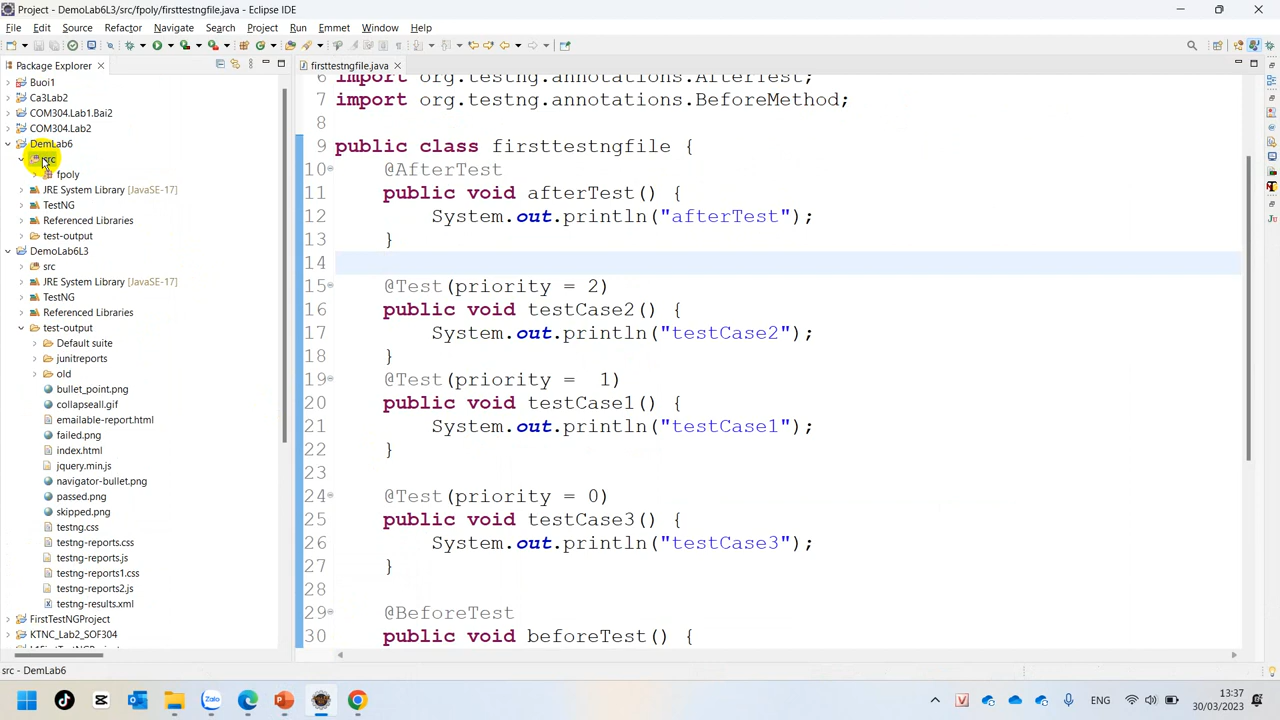 Project - DemoLab6L3/src/fpoly/firsttestngfile.java - Eclipse IDE
File Edit Source Refactor Navigate Search Project Run Emmet Window Help
Package Explorer
Buoi1
Ca3Lab2
COM304.Lab1.Bai2
COM304.Lab2
DemLab6
src
fpoly
JRE System Library [JavaSE-17]
TestNG
Referenced Libraries
test-output
DemoLab6L3
src
JRE System Library [JavaSE-17]
TestNG
Referenced Libraries
test-output
Default suite
junitreports
old
bullet_point.png
collapseall.gif
emailable-report.html
failed.png
index.html
jquery.min.js
navigator-bullet.png
passed.png
skipped.png
testng.css
testng-reports.css
testng-reports.js
testng-reports1.css
testng-reports2.js
testng-results.xml
FirstTestNGProject
KTNC_Lab2_SOF304
firsttestngfile.java
6 import org.testng.annotations.AfterTest;
7 import org.testng.annotations.BeforeMethod;
8
9 public class firsttestngfile {
10 @AfterTest
11 public void afterTest() {
12 System.out.println("afterTest");
13 }
14
15 @Test(priority = 2)
16 public void testCase2() {
17 System.out.println("testCase2");
18 }
19 @Test(priority =  1)
20 public void testCase1() {
21 System.out.println("testCase1");
22 }
23
24 @Test(priority = 0)
25 public void testCase3() {
26 System.out.println("testCase3");
27 }
28
29 @BeforeTest
30 public void beforeTest() {
src - DemLab6
Zalo
ENG
13:37
30/03/2023